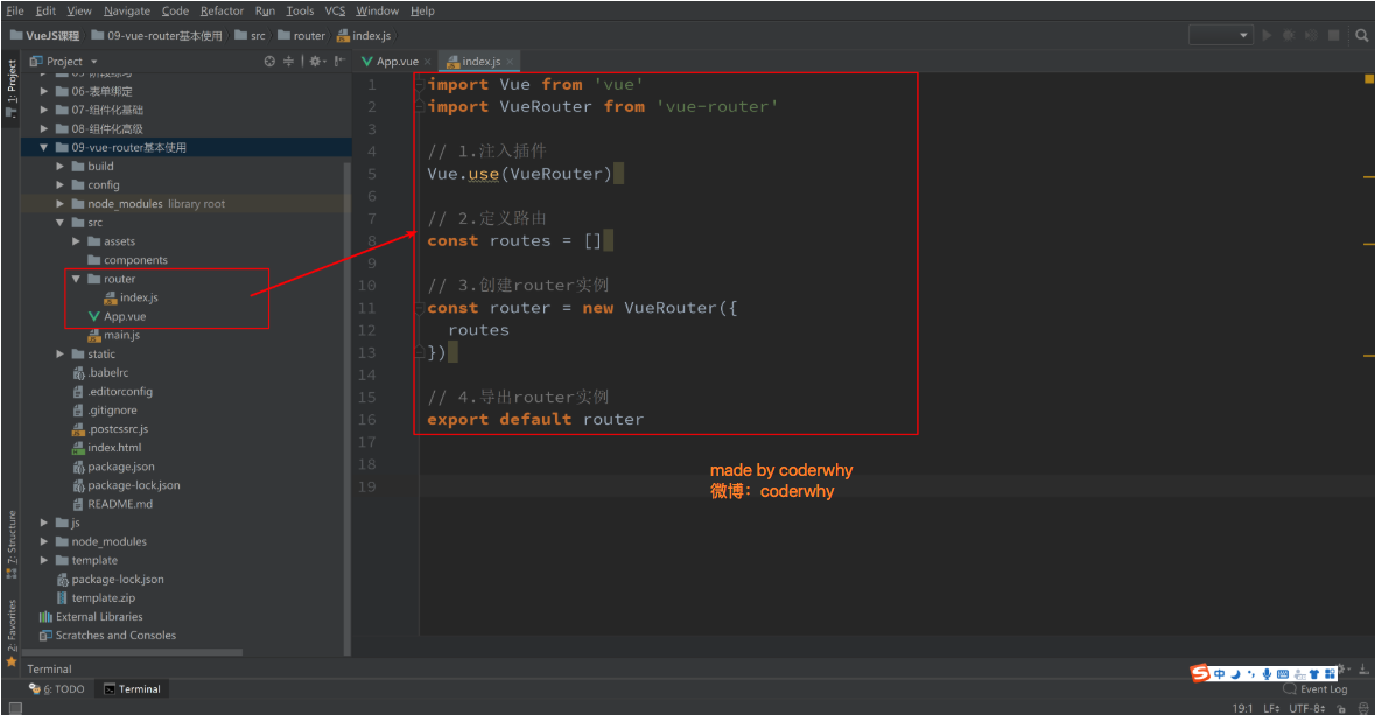 File Edit View Navigate Code Refactor Run Tools VCS Window Help
VueJS课程 09-vue-router基本使用 src router index.js
Project
App.vue index.js
1: Project
06-表单绑定
07-组件化基础
08-组件化高级
09-vue-router基本使用
build
config
node_modules library root
src
assets
components
router
index.js
App.vue
main.js
static
.babelrc
.editorconfig
.gitignore
.postcssrc.js
index.html
package.json
package-lock.json
README.md
js
node_modules
template
package-lock.json
template.zip
External Libraries
Scratches and Consoles
7: Structure
2: Favorites
1 import Vue from 'vue'
2 import VueRouter from 'vue-router'
3
4 // 1.注入插件
5 Vue.use(VueRouter)
6
7 // 2.定义路由
8 const routes = []
9
10 // 3.创建router实例
11 const router = new VueRouter({
12 routes
13 })
14
15 // 4.导出router实例
16 export default router
17
18
19
made by coderwhy
微博：coderwhy
Terminal
6: TODO Terminal
S 中
Event Log
19:1 LF UTF-8